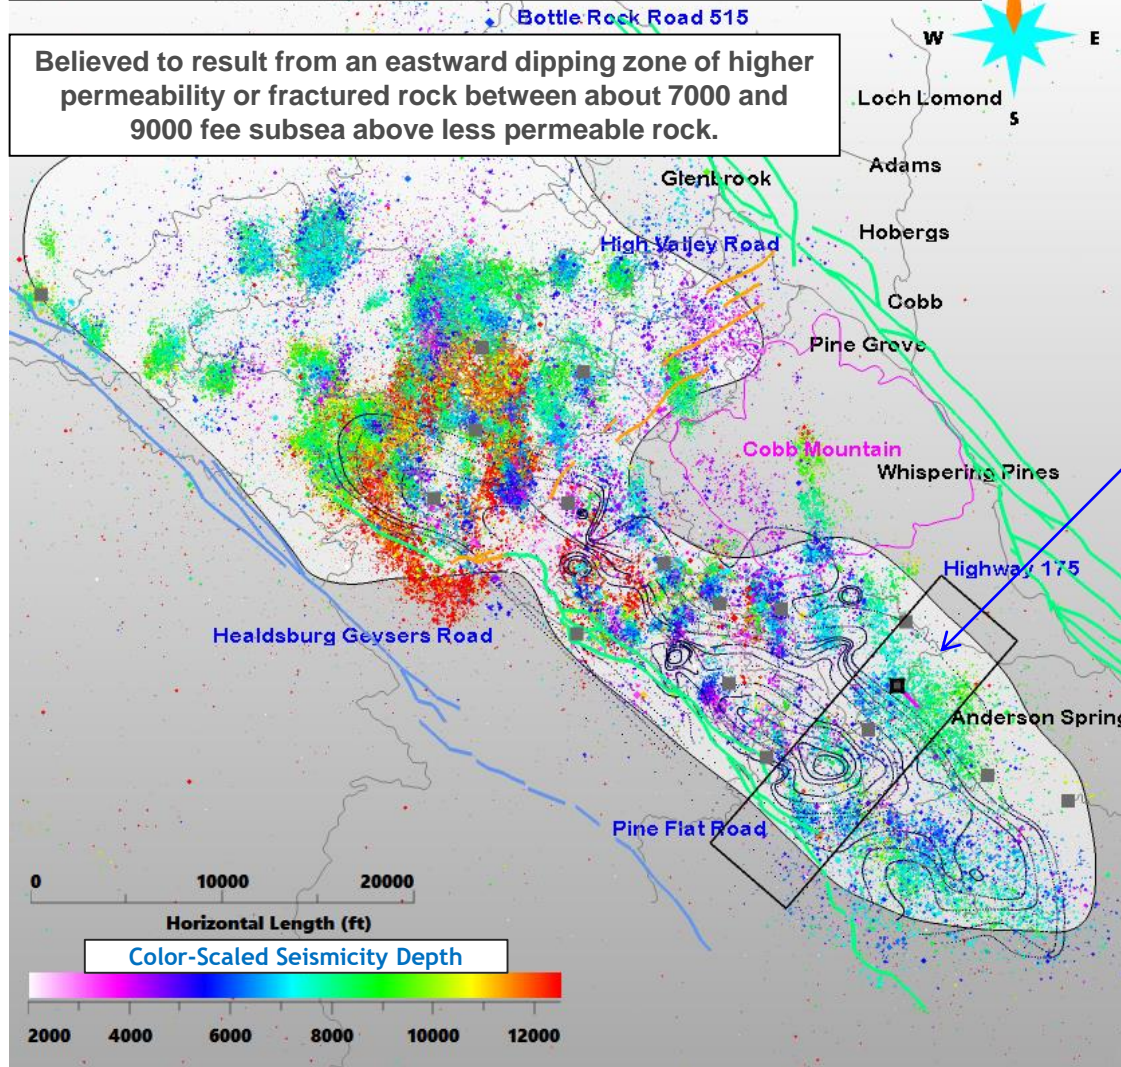 Bottle Rock Road 515
W
E
S
Believed to result from an eastward dipping zone of higher
permeability or fractured rock between about 7000 and
9000 fee subsea above less permeable rock.
Loch Lomond
Adams
Glenbrook
Hobergs
High Valley Road
Cobb
Pine Grove
Cobb Mountain
Whispering Pines
Highway 175
Healdsburg Geysers Road
Anderson Spring
Pine Flat Road
0 10000 20000
Horizontal Length (ft)
Color-Scaled Seismicity Depth
2000 4000 6000 8000 10000 12000